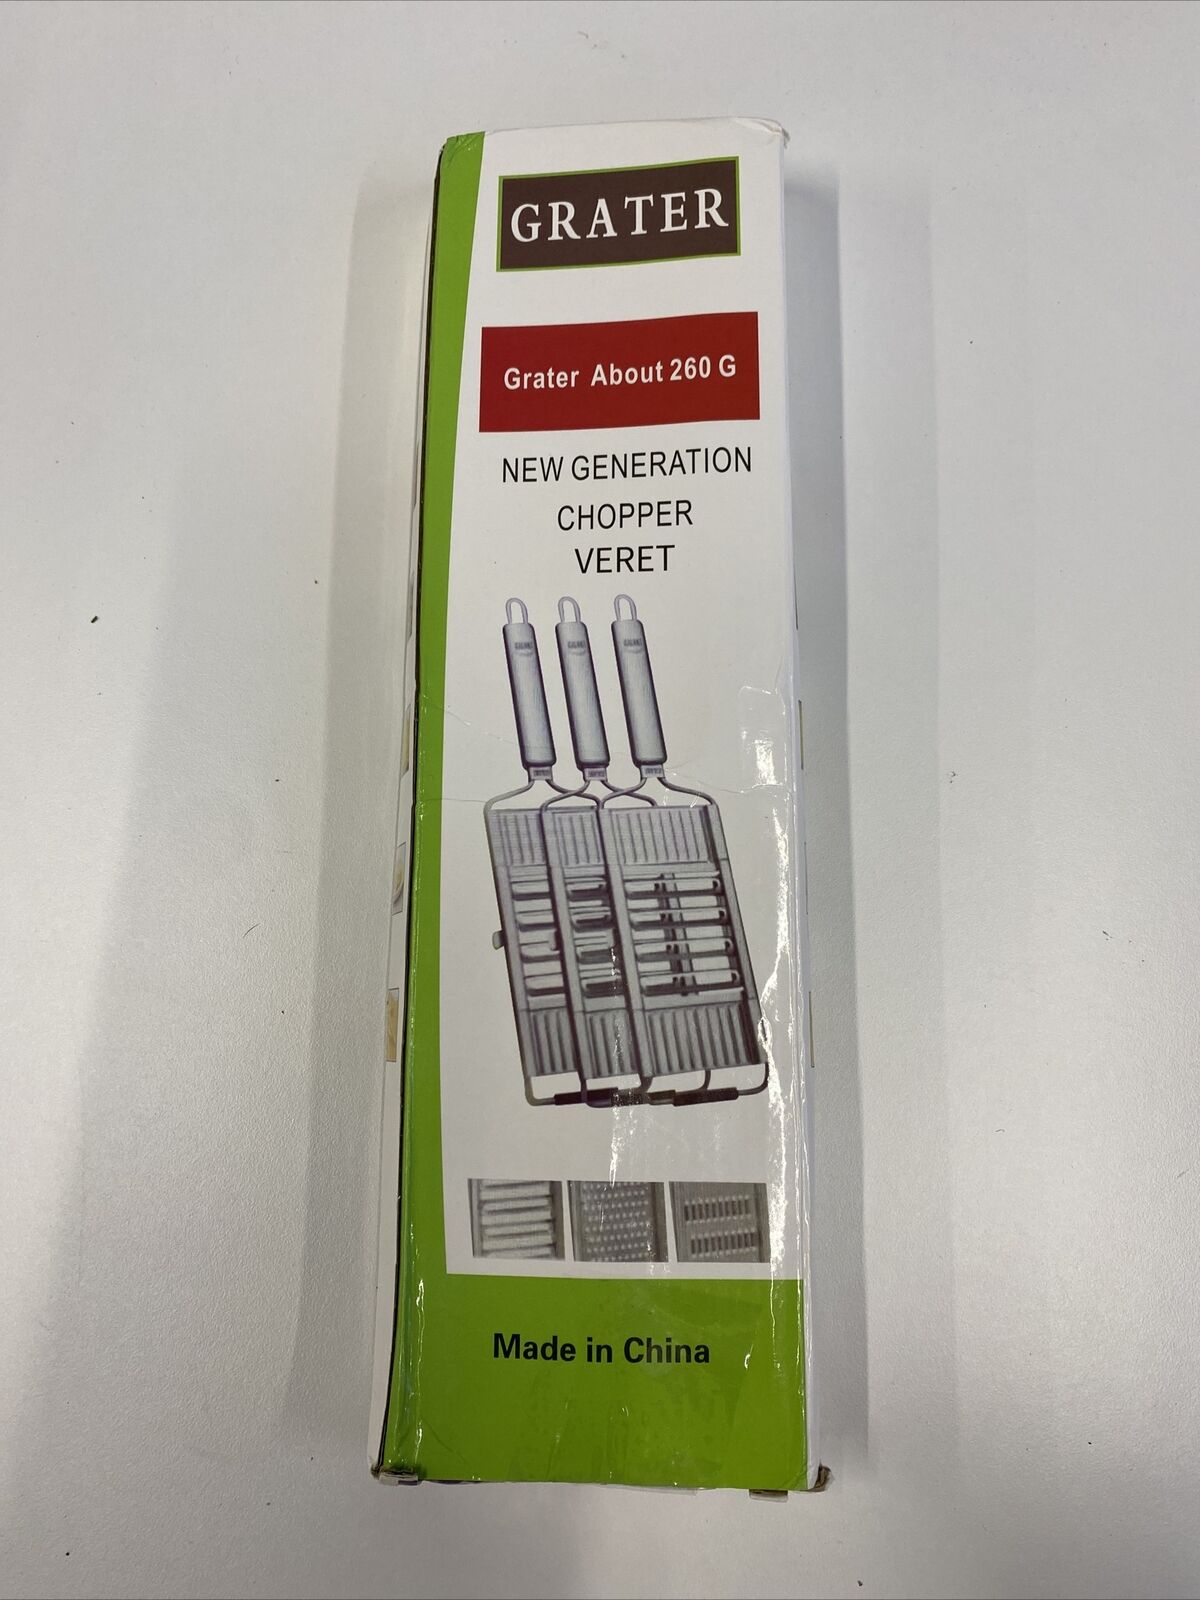 GRATER
Grater About 260 G
NEW GENERATION
CHOPPER
VERET
Made in China